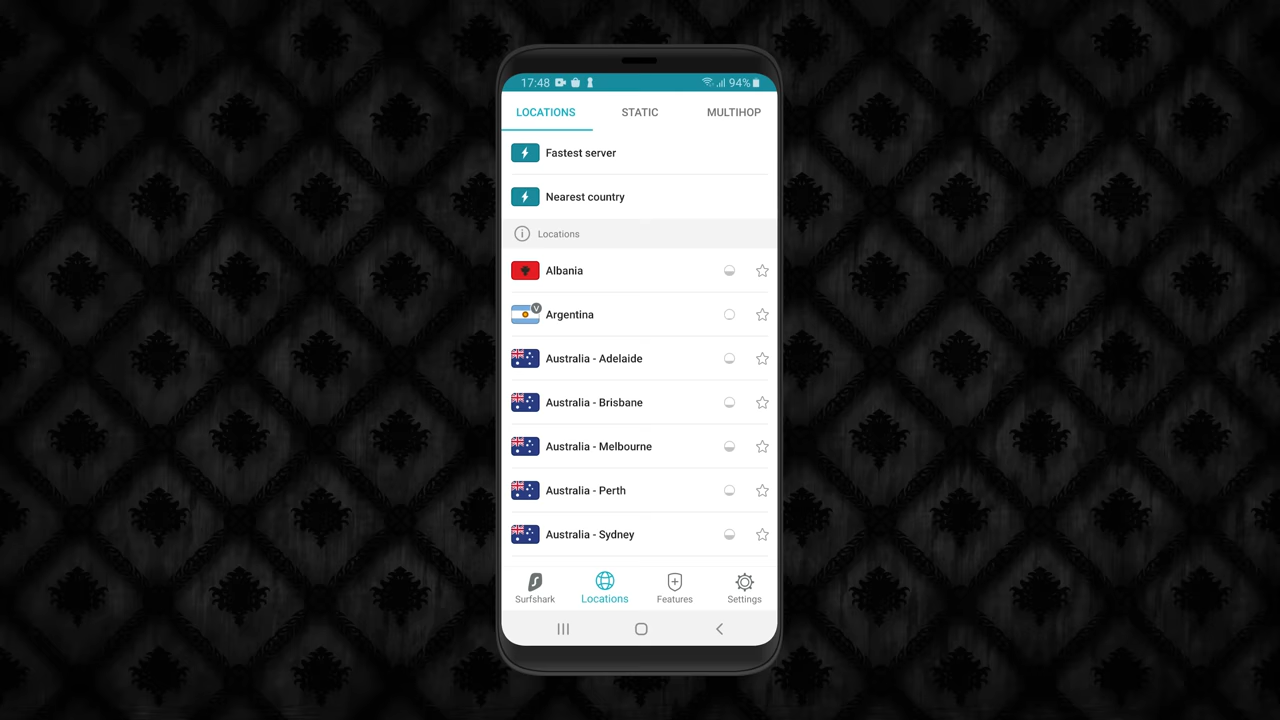 17:48 94%
LOCATIONS STATIC MULTIHOP
Fastest server
Nearest country
Locations
Albania
V
Argentina
Australia - Adelaide
Australia - Brisbane
Australia - Melbourne
Australia - Perth
Australia - Sydney
Surfshark Locations Features Settings